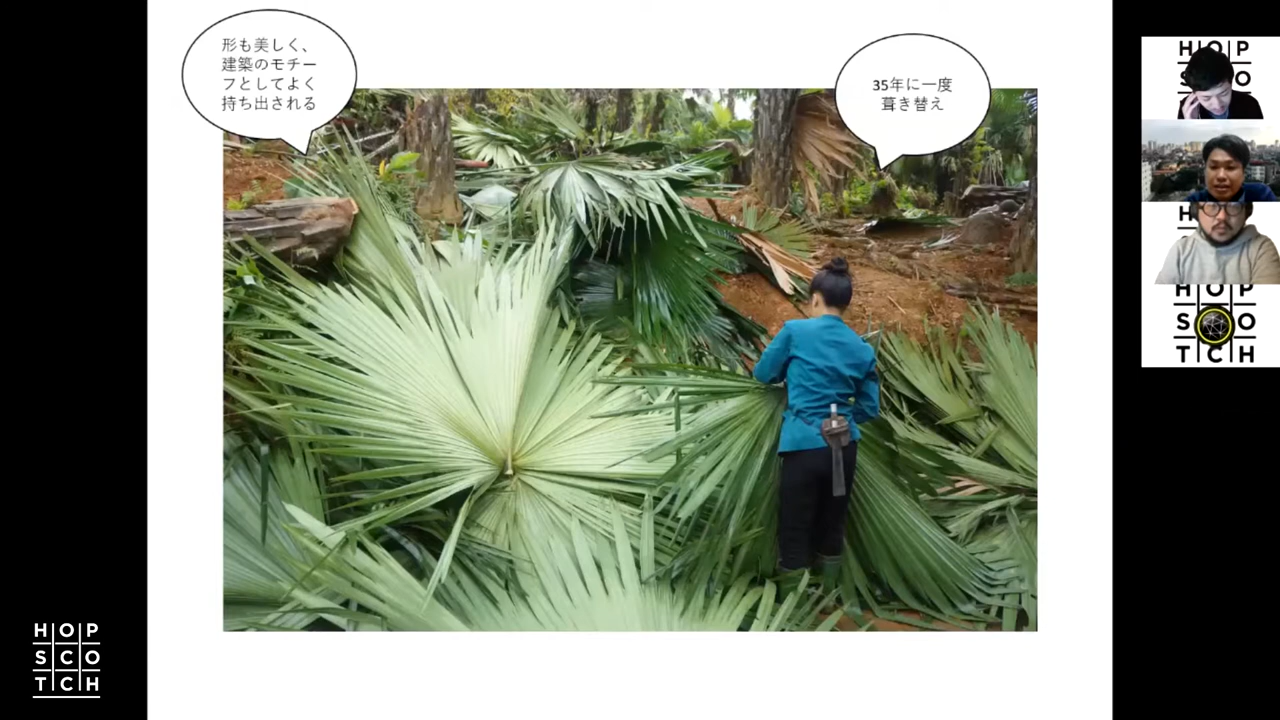 形も美しく、
建築のモチー
フとしてよく
持ち出される
35年に一度
葺き替え
HOP
S
O
H
HOP
S O
TCH
HOP
SCO
TCH